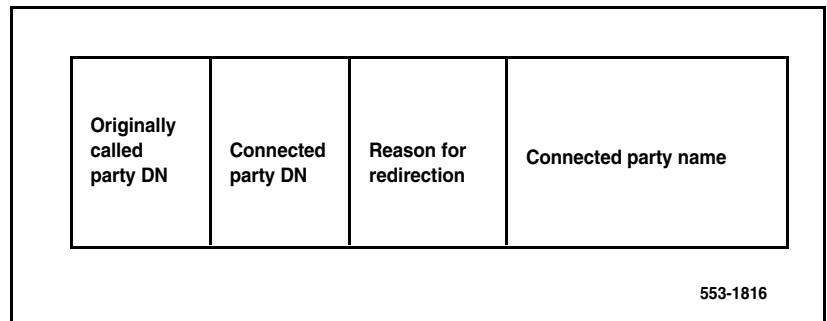 Originally
called
party DN
Connected
party DN
Reason for
redirection
Connected party name
553-1816